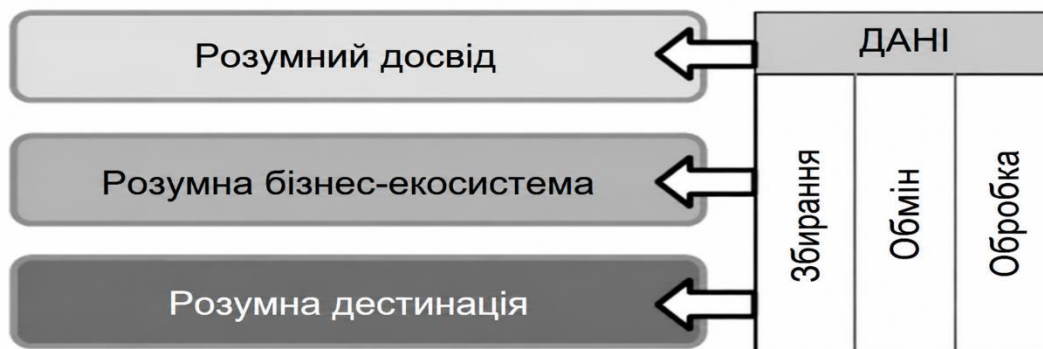 Розумний досвід
Розумна бізнес-екосистема
Розумна дестинація
ДАНІ
Збирання
Обмін
Обробка